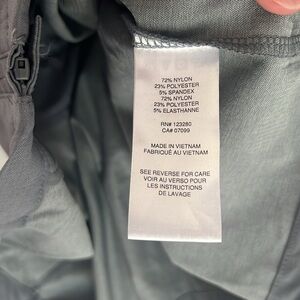 72% NYLON
23% POLYESTER
5% SPANDEX
72% NYLON
23% POLYESTER
5% ELASTHANNE
RN# 123280
CA# 07099
MADE IN VIETNAM
FABRIQUÉ AU VIETNAM
SEE REVERSE FOR CARE
VOIR AU VERSO POUR
LES INSTRUCTIONS
DE LAVAGE